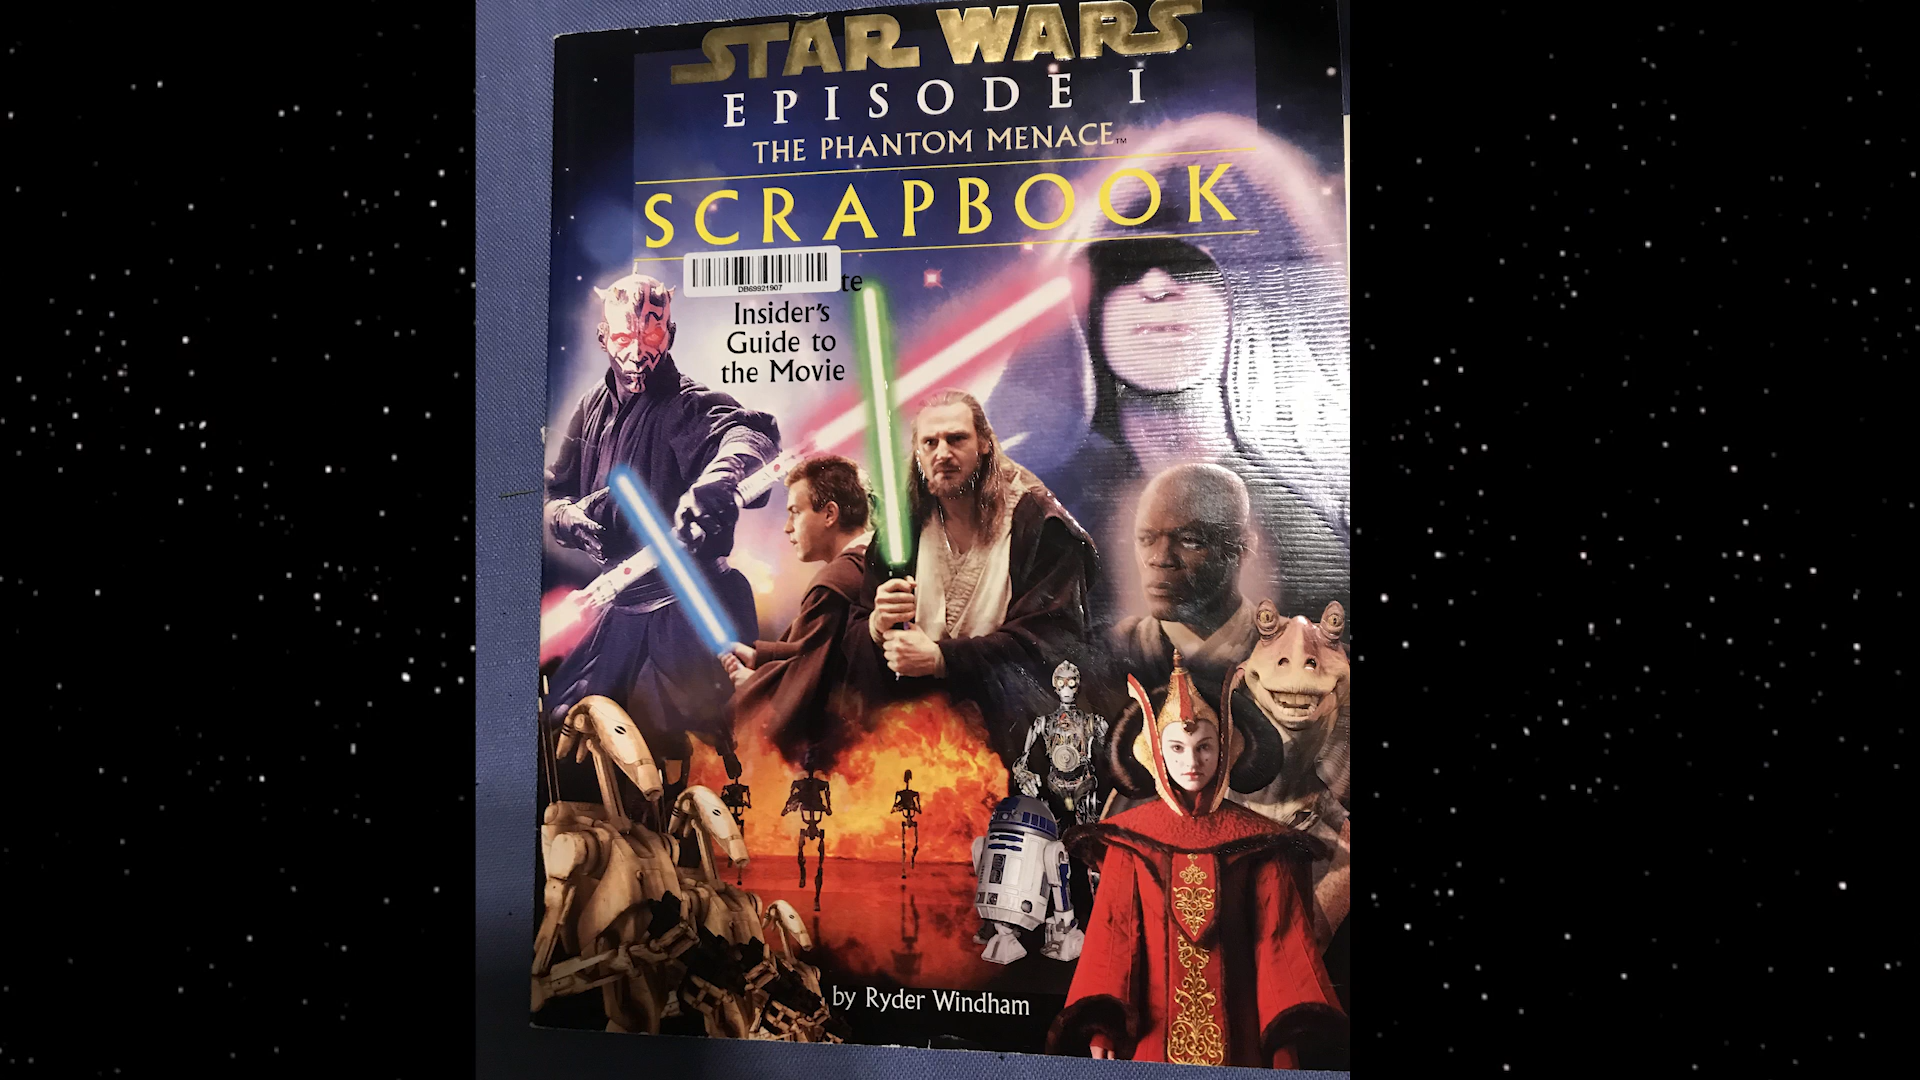 STAR WARS
EPISODE I
THE PHANTOM MENACE™
SCRAPBOOK
DB69921907
te
Insider's
Guide to
the Movie
by Ryder Windham